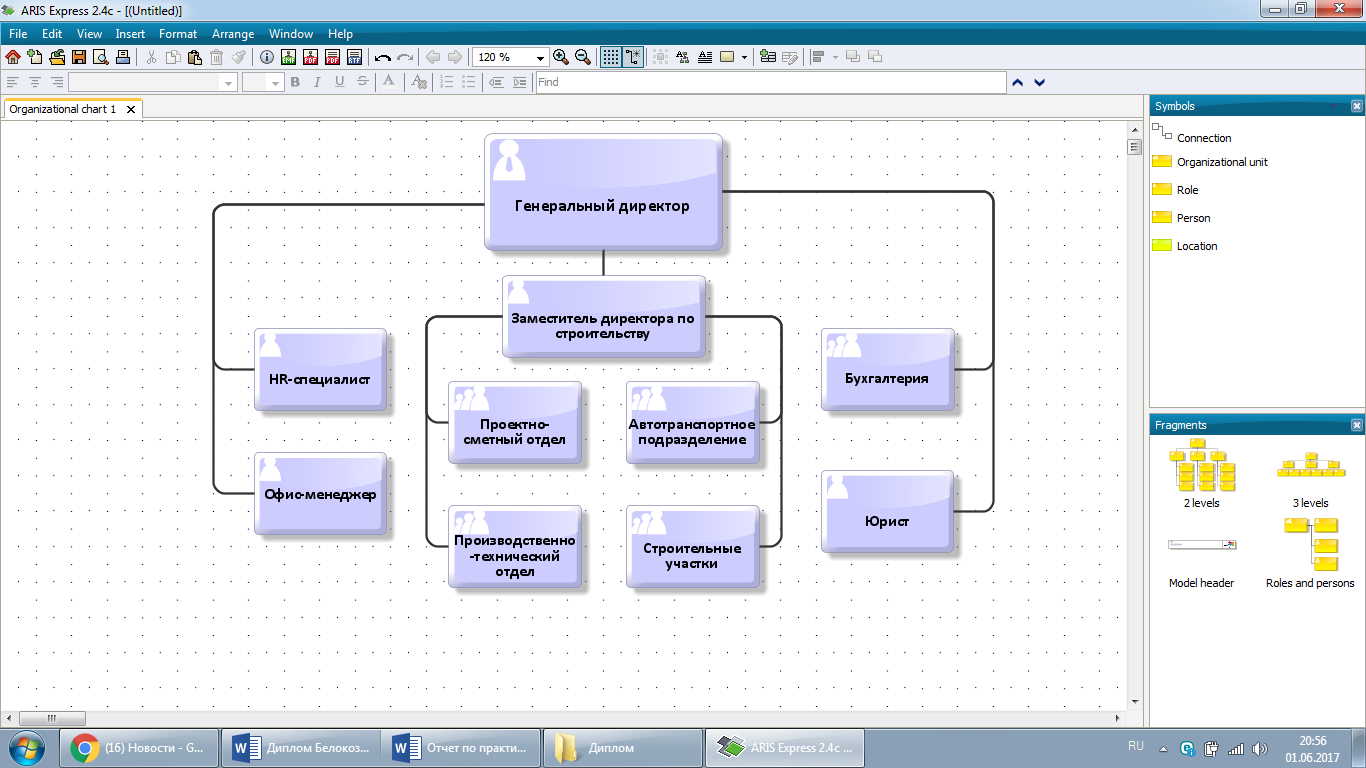 ARIS Express 2.4c - [(Untitled)]
File Edit View Insert Format Arrange Window Help
120 %
Find
Organizational chart 1
Генеральный директор
Заместитель директора по
строительству
HR-специалист
Офис-менеджер
Проектно-
сметный отдел
Автотранспортное
подразделение
Производственно
-технический
отдел
Строительные
участки
Бухгалтерия
Юрист
Symbols
Connection
Organizational unit
Role
Person
Location
Fragments
2 levels
3 levels
Model header
Roles and persons
(16) Новости - G...
Диплом Белокоз...
Отчет по практи...
Диплом
ARIS Express 2.4c ...
RU
20:56
01.06.2017